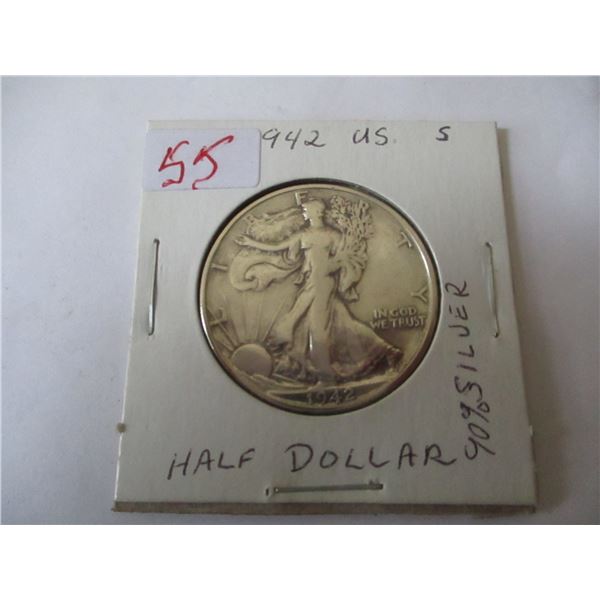 55
942 US. S
LIBERTY
IN GOD
WE TRUST
1942
HALF DOLLAR
90% SILVER